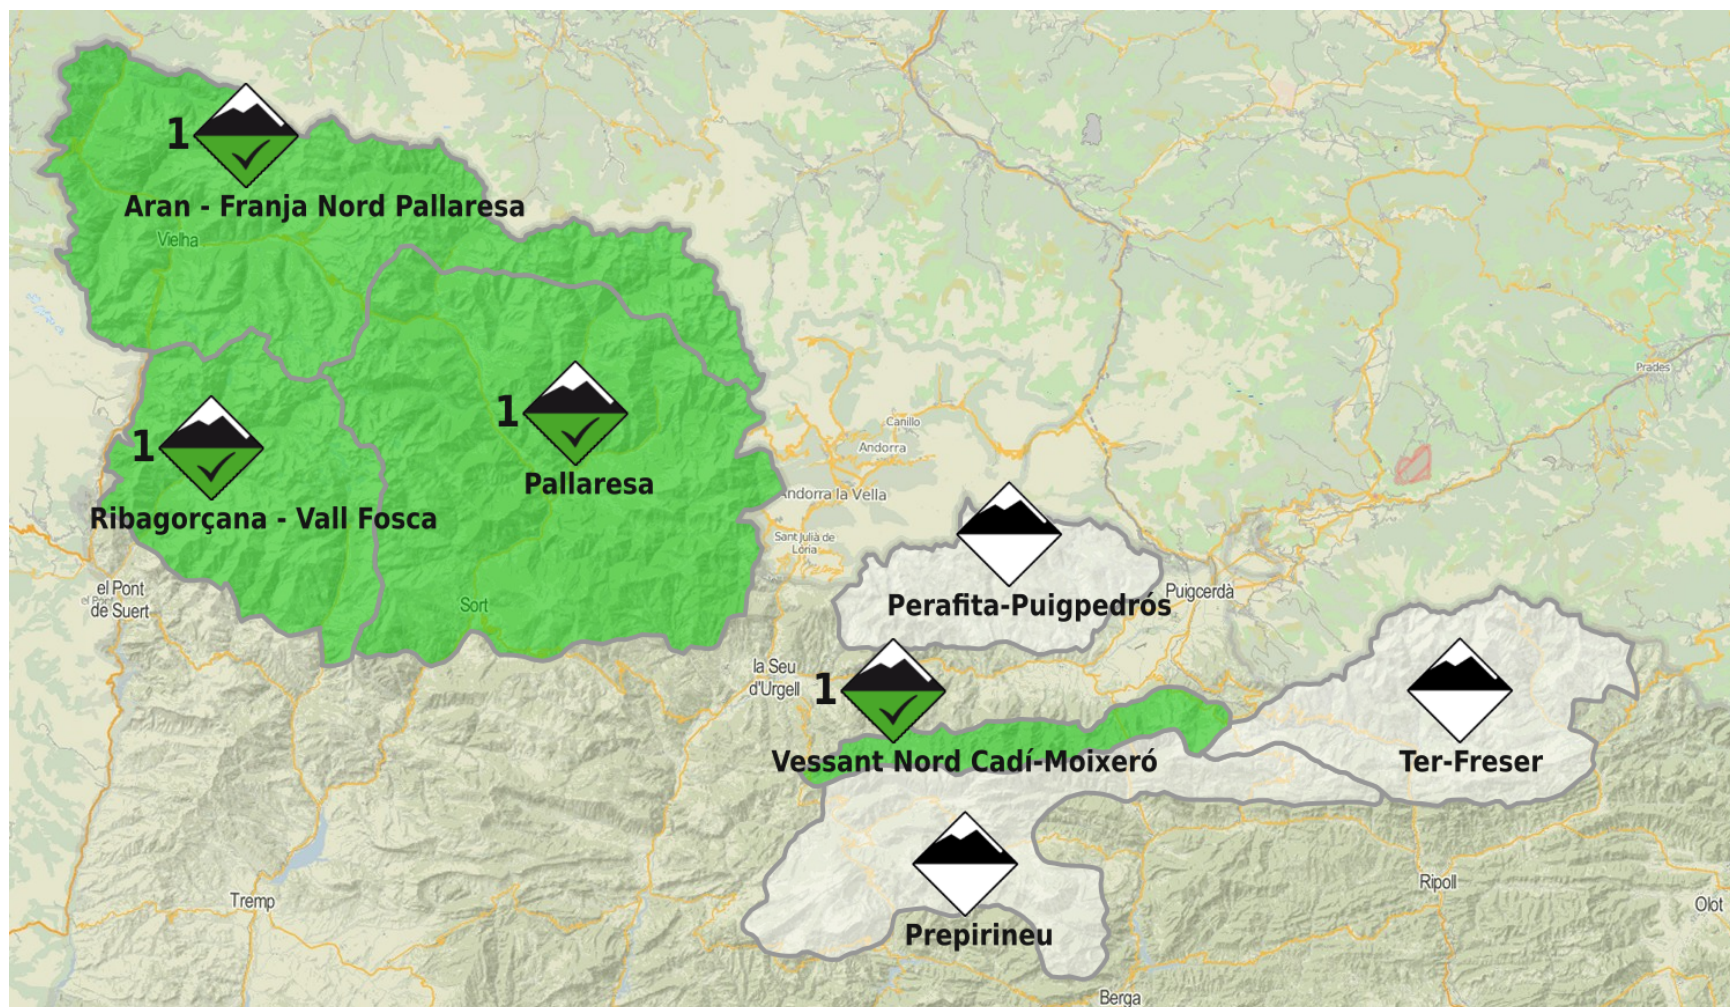 1
Aran - Franja Nord Pallaresa
Vielha
1
Pallaresa
1
Ribagorçana - Vall Fosca
Canillo
Andorra
Andorra la Vella
Sant Julià de
Lòria
Prades
el Pont
de Suert
Sort
Perafita-Puigpedrós
Puigcerdà
la Seu
d'Urgell
1
Vessant Nord Cadí-Moixeró
Ter-Freser
Prepirineu
Tremp
Ripoll
Olot
Berga